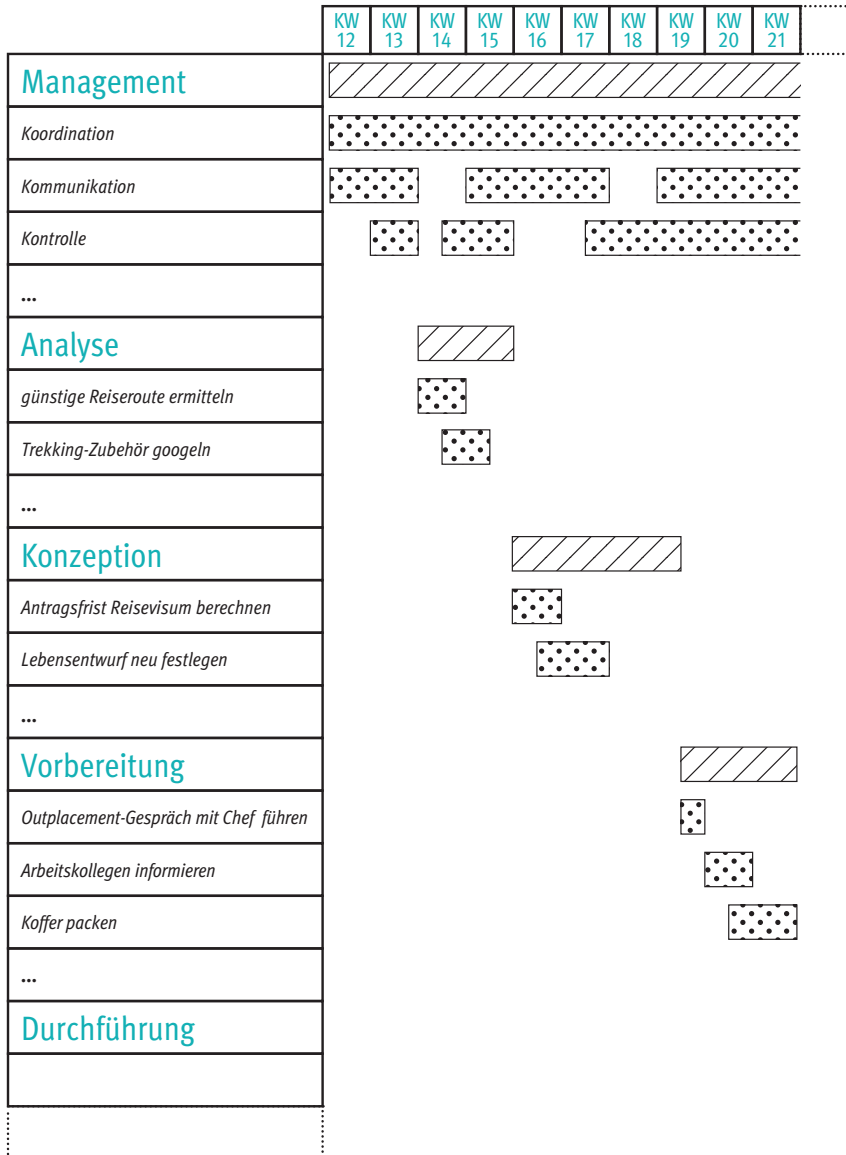 KW 12 KW 13 KW 14 KW 15 KW 16 KW 17 KW 18 KW 19 KW 20 KW 21
Management
Koordination
Kommunikation
Kontrolle
...
Analyse
günstige Reiseroute ermitteln
Trekking-Zubehör googeln
...
Konzeption
Antragsfrist Reisevisum berechnen
Lebensentwurf neu festlegen
...
Vorbereitung
Outplacement-Gespräch mit Chef führen
Arbeitskollegen informieren
Koffer packen
...
Durchführung